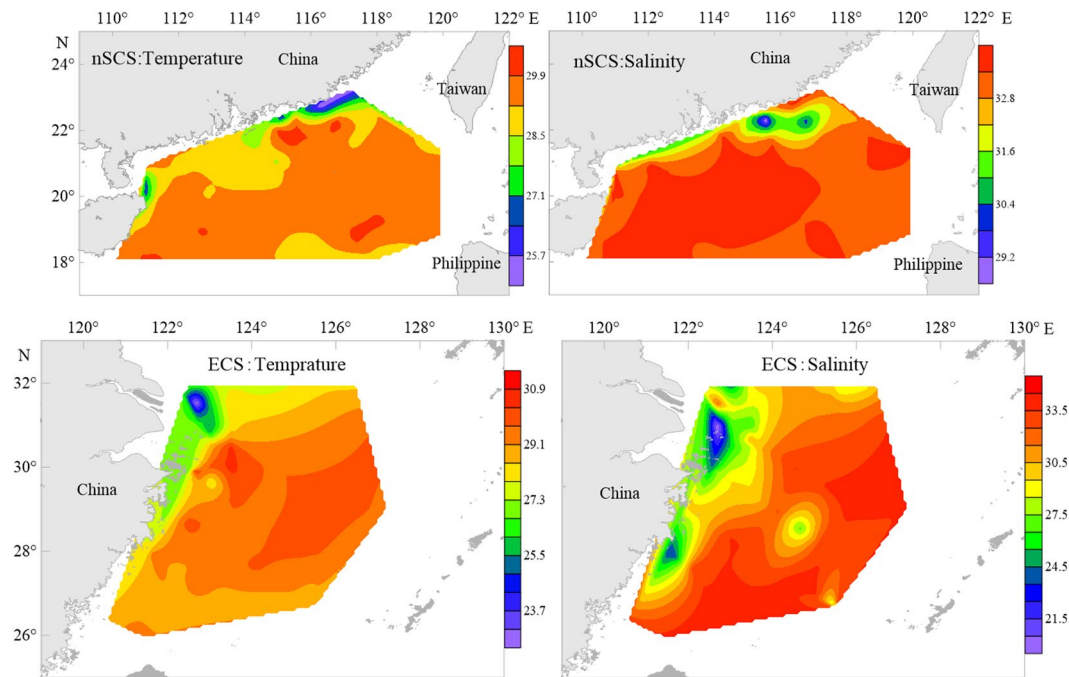 110° 112° 114° 116° 118° 120° 122° E
N
24°
22°
20°
18°
nSCS:Temperature
China
Taiwan
Philippine
29.9
28.5
27.1
25.7
110° 112° 114° 116° 118° 120° 122° E
nSCS:Salinity
China
Taiwan
Philippine
32.8
31.6
30.4
29.2
120° 122° 124° 126° 128° 130° E
N
32°
30°
28°
26°
ECS:Temprature
China
30.9
29.1
27.3
25.5
23.7
120° 122° 124° 126° 128° 130° E
ECS:Salinity
China
33.5
30.5
27.5
24.5
21.5